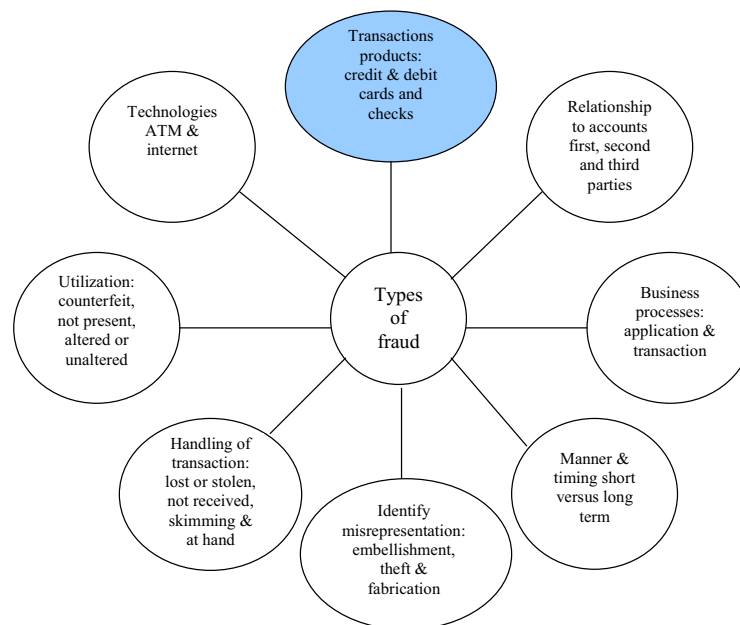 Transactions
products:
credit & debit
cards and
checks
Technologies
ATM &
internet
Relationship
to accounts
first, second
and third
parties
Utilization:
counterfeit,
not present,
altered or
unaltered
Types
of
fraud
Business
processes:
application &
transaction
Handling of
transaction:
lost or stolen,
not received,
skimming &
at hand
Identify
misrepresentation:
embellishment,
theft &
fabrication
Manner &
timing short
versus long
term